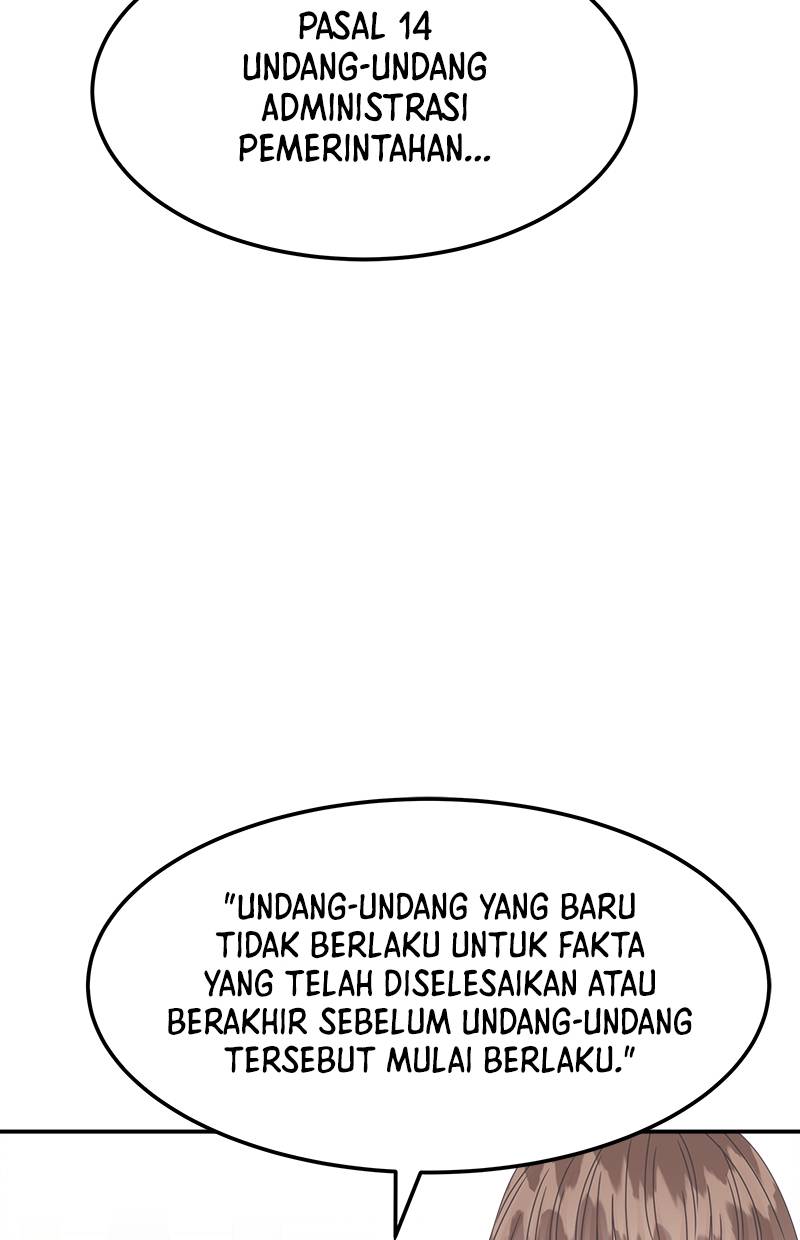 PASAL 14
UNDANG-UNDANG
ADMINISTRASI
PEMERINTAHAN...
"UNDANG-UNDANG YANG BARU
TIDAK BERLAKU UNTUK FAKTA
YANG TELAH DISELESAIKAN ATAU
BERAKHIR SEBELUM UNDANG-UNDANG
TERSEBUT MULAI BERLAKU."